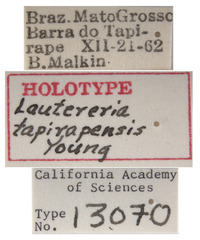 Braz. MatoGrosso
Barra do Tapi-
rape XII-21-62
B.Malkin.
HOLOTYPE
Lautereria
tapirapensis
Young
California Academy
of Sciences
Type
No. 13070